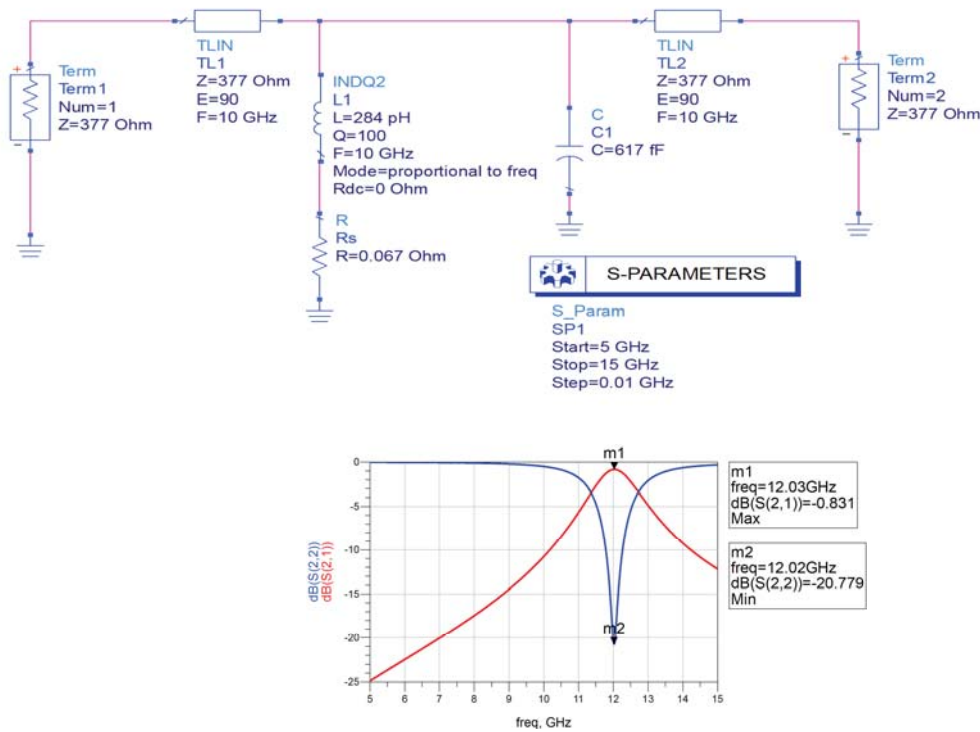 TLIN
TL1
Z=377 Ohm
E=90
F=10 GHz
TLIN
TL2
Z=377 Ohm
E=90
F=10 GHz
+
Term
Term1
Num=1
Z=377 Ohm
-
INDQ2
L1
L=284 pH
Q=100
F=10 GHz
Mode=proportional to freq
Rdc=0 Ohm
C
C1
C=617 fF
+
Term
Term2
Num=2
Z=377 Ohm
-
R
Rs
R=0.067 Ohm
S-PARAMETERS
S_Param
SP1
Start=5 GHz
Stop=15 GHz
Step=0.01 GHz
dB(S(2,2))
dB(S(2,1))
0
-5
-10
-15
-20
-25
m1
m2
5 6 7 8 9 10 11 12 13 14 15
freq, GHz
m1
freq=12.03GHz
dB(S(2,1))=-0.831
Max
m2
freq=12.02GHz
dB(S(2,2))=-20.779
Min